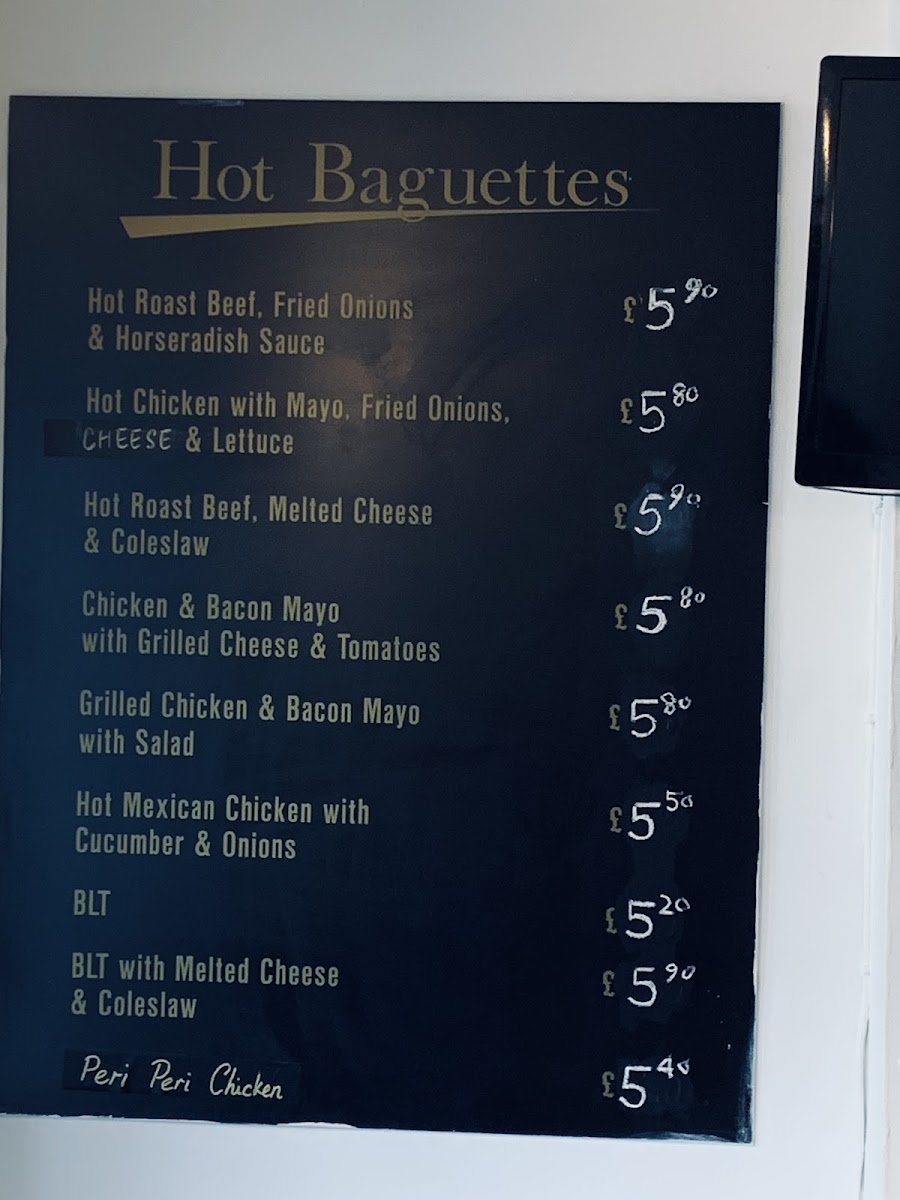 Hot Baguettes
Hot Roast Beef, Fried Onions
& Horseradish Sauce
£5 90
Hot Chicken with Mayo, Fried Onions,
CHEESE & Lettuce
£5 80
Hot Roast Beef, Melted Cheese
& Coleslaw
£5 90
Chicken & Bacon Mayo
with Grilled Cheese & Tomatoes
£5 80
Grilled Chicken & Bacon Mayo
with Salad
£5 80
Hot Mexican Chicken with
Cucumber & Onions
£5 50
BLT
£5 20
BLT with Melted Cheese
& Coleslaw
£5 90
Peri Peri Chicken
£5 40